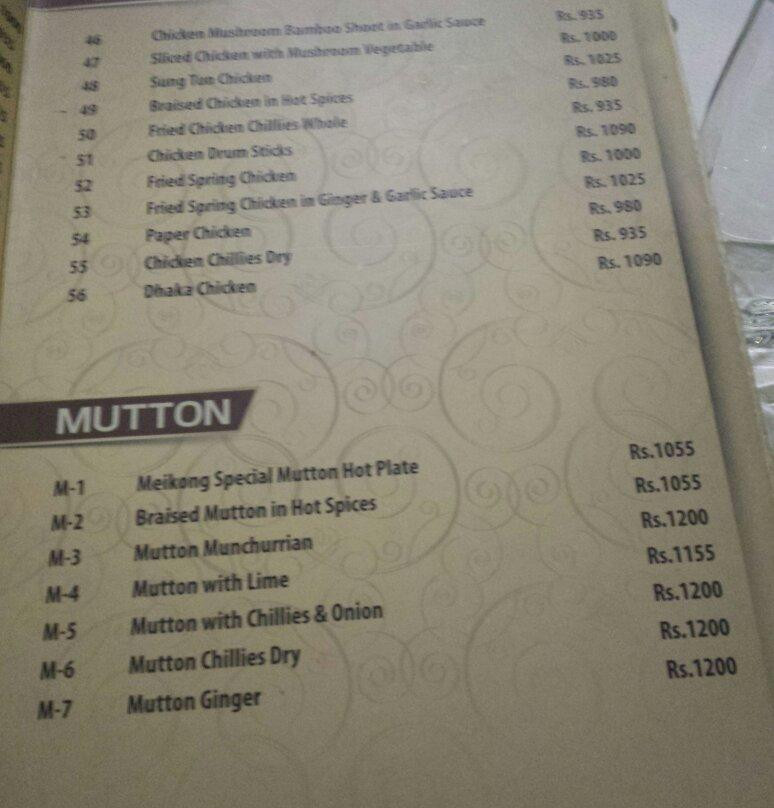 46 Chicken Mushroom Bamboo Shoot in Garlic Sauce Rs. 935
47 Sliced Chicken with Mushroom Vegetable Rs. 1000
48 Sung Tun Chicken Rs. 1025
49 Braised Chicken in Hot Spices Rs. 980
50 Fried Chicken Chillies Whole Rs. 935
51 Chicken Drum Sticks Rs. 1090
52 Fried Spring Chicken Rs. 1000
53 Fried Spring Chicken in Ginger & Garlic Sauce Rs. 1025
54 Paper Chicken Rs. 980
55 Chicken Chillies Dry Rs. 935
56 Dhaka Chicken Rs. 1090
MUTTON
M-1 Meikong Special Mutton Hot Plate Rs.1055
M-2 Braised Mutton in Hot Spices Rs.1055
M-3 Mutton Munchurrian Rs.1200
M-4 Mutton with Lime Rs.1155
M-5 Mutton with Chillies & Onion Rs.1200
M-6 Mutton Chillies Dry Rs.1200
M-7 Mutton Ginger Rs.1200